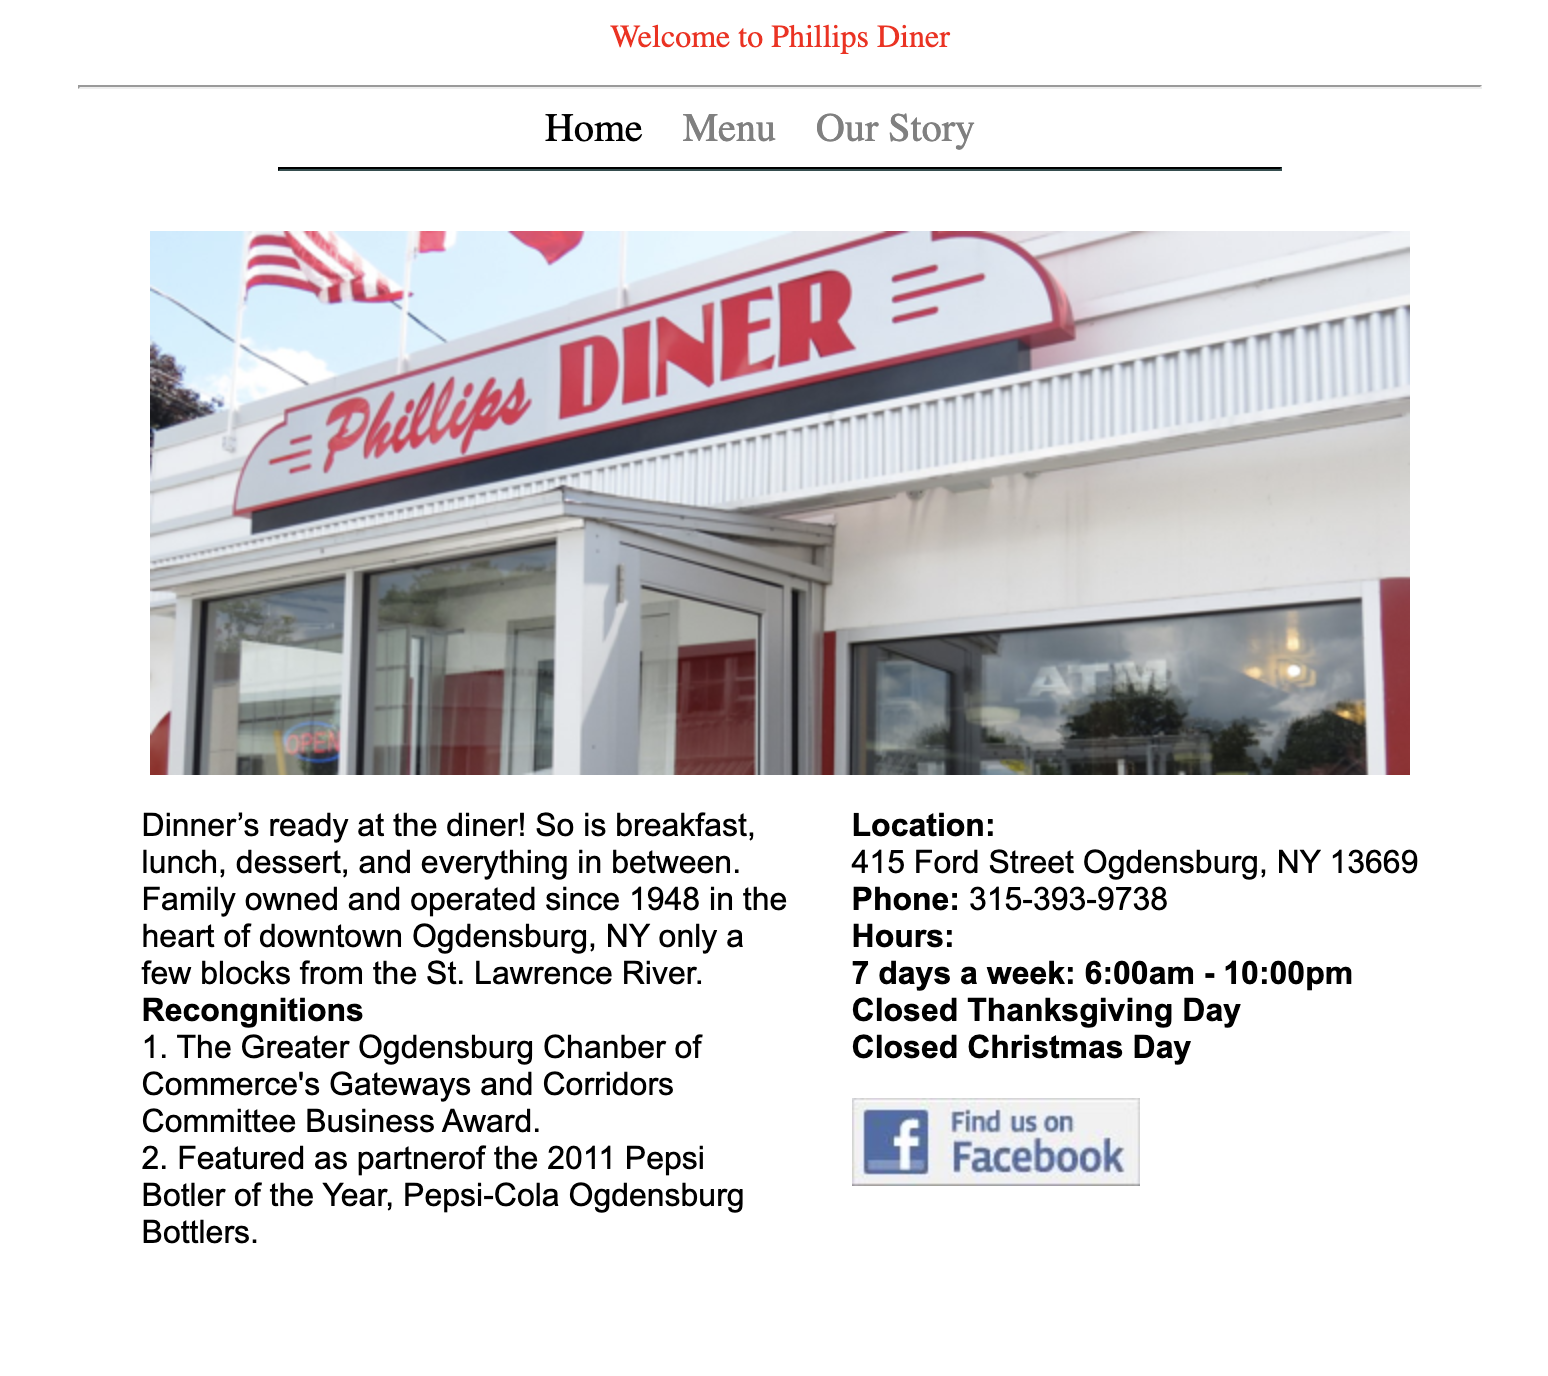 Welcome to Phillips Diner
Home Menu Our Story
Phillips DINER
ATM
OPEN
Dinner’s ready at the diner! So is breakfast,
lunch, dessert, and everything in between.
Family owned and operated since 1948 in the
heart of downtown Ogdensburg, NY only a
few blocks from the St. Lawrence River.
Recongnitions
1. The Greater Ogdensburg Chanber of
Commerce's Gateways and Corridors
Committee Business Award.
2. Featured as partnerof the 2011 Pepsi
Botler of the Year, Pepsi-Cola Ogdensburg
Bottlers.
Location:
415 Ford Street Ogdensburg, NY 13669
Phone: 315-393-9738
Hours:
7 days a week: 6:00am - 10:00pm
Closed Thanksgiving Day
Closed Christmas Day
f
Find us on
Facebook